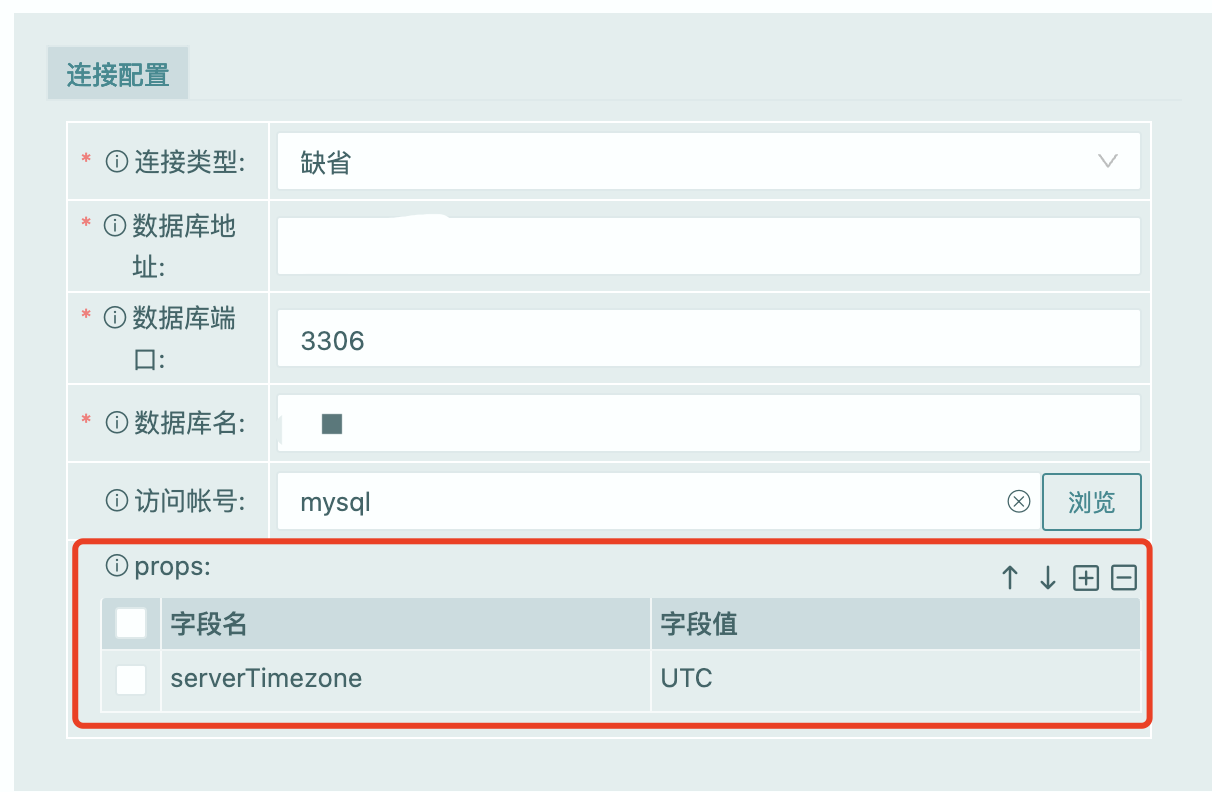 连接配置
* 连接类型: 缺省
* 数据库地
址:
* 数据库端
口: 3306
* 数据库名:
访问帐号: mysql 浏览
props:
字段名 字段值
serverTimezone UTC